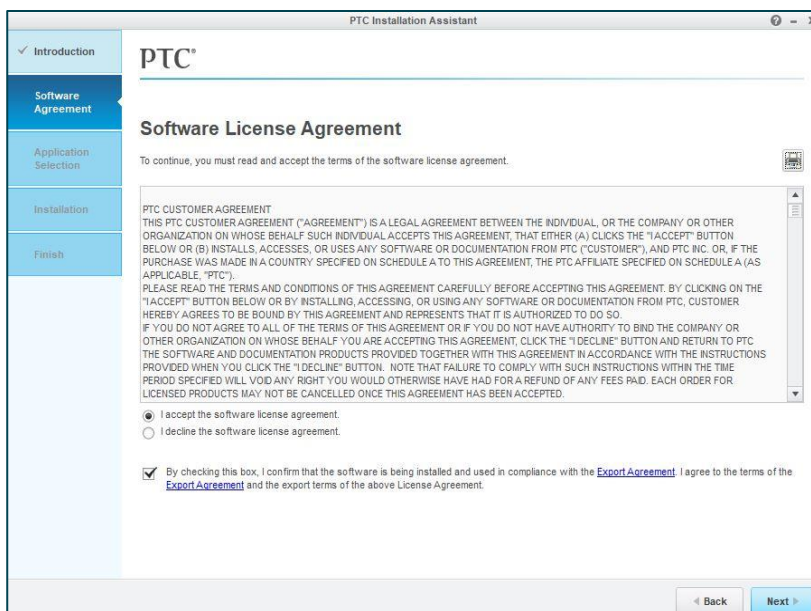 PTC Installation Assistant
Introduction
PTC®
Software
Agreement
Software License Agreement
Application
Selection
To continue, you must read and accept the terms of the software license agreement.
Installation
PTC CUSTOMER AGREEMENT
THIS PTC CUSTOMER AGREEMENT ("AGREEMENT") IS A LEGAL AGREEMENT BETWEEN THE INDIVIDUAL, OR THE COMPANY OR OTHER
ORGANIZATION ON WHOSE BEHALF SUCH INDIVIDUAL ACCEPTS THIS AGREEMENT, THAT EITHER (A) CLICKS THE "I ACCEPT" BUTTON
BELOW OR (B) INSTALLS, ACCESSES, OR USES ANY SOFTWARE OR DOCUMENTATION FROM PTC ("CUSTOMER"), AND PTC INC. OR, IF THE
PURCHASE WAS MADE IN A COUNTRY SPECIFIED ON SCHEDULE A TO THIS AGREEMENT, THE PTC AFFILIATE SPECIFIED ON SCHEDULE A (AS
APPLICABLE, "PTC").
PLEASE READ THE TERMS AND CONDITIONS OF THIS AGREEMENT CAREFULLY BEFORE ACCEPTING THIS AGREEMENT. BY CLICKING ON THE
"I ACCEPT" BUTTON BELOW OR BY INSTALLING, ACCESSING, OR USING ANY SOFTWARE OR DOCUMENTATION FROM PTC, CUSTOMER
HEREBY AGREES TO BE BOUND BY THIS AGREEMENT AND REPRESENTS THAT IT IS AUTHORIZED TO DO SO.
IF YOU DO NOT AGREE TO ALL OF THE TERMS OF THIS AGREEMENT OR IF YOU DO NOT HAVE AUTHORITY TO BIND THE COMPANY OR
OTHER ORGANIZATION ON WHOSE BEHALF YOU ARE ACCEPTING THIS AGREEMENT, CLICK THE "I DECLINE" BUTTON AND RETURN TO PTC
THE SOFTWARE AND DOCUMENTATION PRODUCTS PROVIDED TOGETHER WITH THIS AGREEMENT IN ACCORDANCE WITH THE INSTRUCTIONS
PROVIDED WHEN YOU CLICK THE "I DECLINE" BUTTON. NOTE THAT FAILURE TO COMPLY WITH SUCH INSTRUCTIONS WITHIN THE TIME
PERIOD SPECIFIED WILL VOID ANY RIGHT YOU WOULD OTHERWISE HAVE HAD FOR A REFUND OF ANY FEES PAID. EACH ORDER FOR
LICENSED PRODUCTS MAY NOT BE CANCELLED ONCE THIS AGREEMENT HAS BEEN ACCEPTED.
Finish
I accept the software license agreement.
I decline the software license agreement.
By checking this box, I confirm that the software is being installed and used in compliance with the Export Agreement. I agree to the terms of the
Export Agreement and the export terms of the above License Agreement.
Back
Next